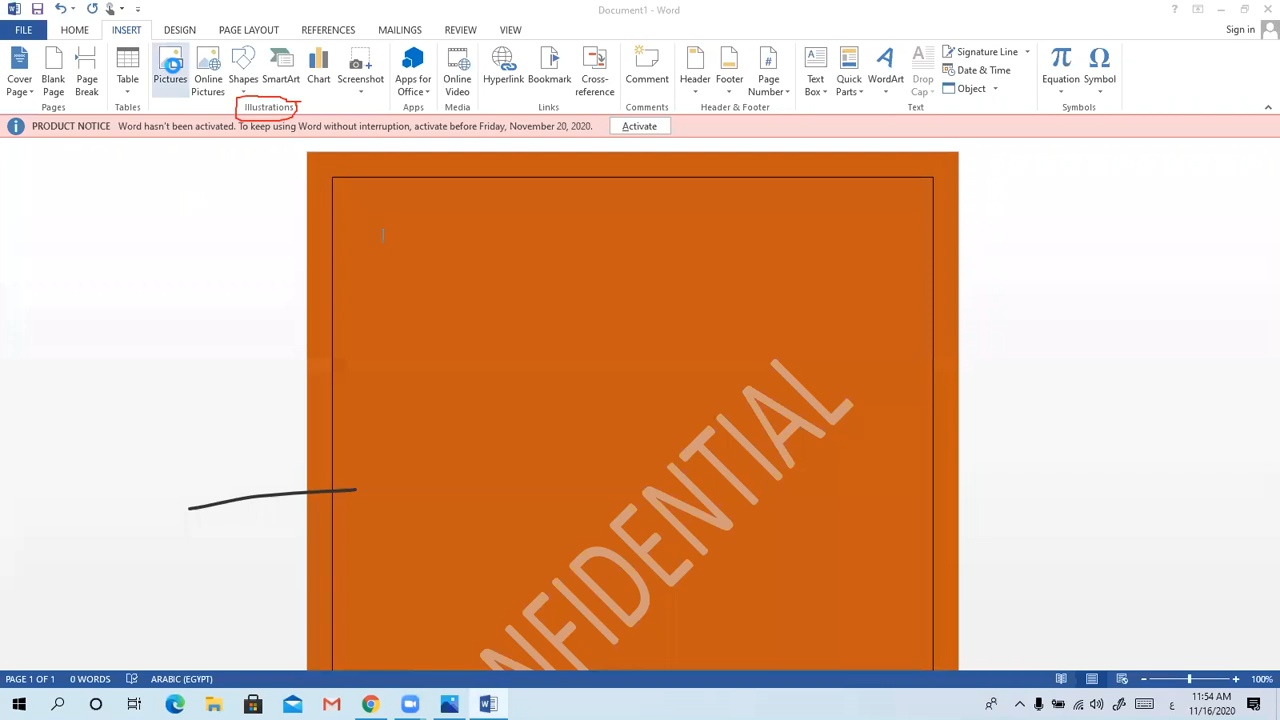 Document1 - Word
FILE HOME INSERT DESIGN PAGE LAYOUT REFERENCES MAILINGS REVIEW VIEW Sign in
Cover Page
Blank Page
Page Break
Table
Pictures
Online Pictures
Shapes
SmartArt
Chart
Screenshot
Apps for Office
Online Video
Hyperlink
Bookmark
Cross-reference
Comment
Header
Footer
Page Number
Text Box
Quick Parts
WordArt
Drop Cap
Signature Line
Date & Time
Object
Equation
Symbol
Pages Tables Illustrations Apps Media Links Comments Header & Footer Text Symbols
PRODUCT NOTICE Word hasn't been activated. To keep using Word without interruption, activate before Friday, November 20, 2020. Activate
NFIDENTIAL
PAGE 1 OF 1 0 WORDS ARABIC (EGYPT) 100%
ع 11:54 AM
11/16/2020